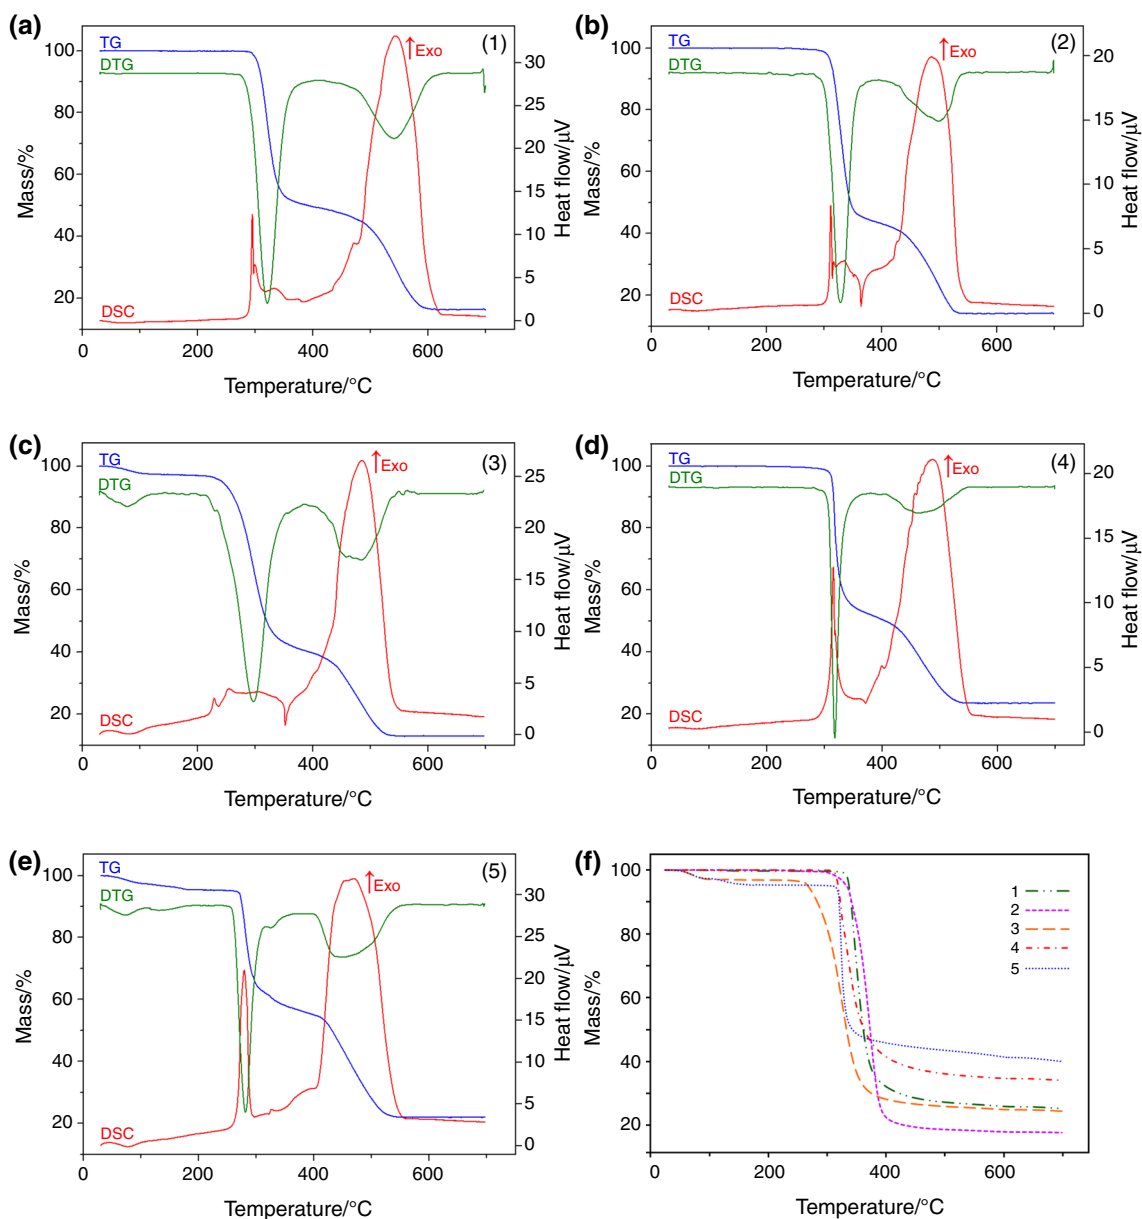 (a)
(1)
TG
DTG
DSC
↑Exo
100
80
60
40
20
30
25
20
15
10
5
0
0
200
400
600
Mass/%
Heat flow/μV
Temperature/°C
(b)
(2)
TG
DTG
DSC
↑Exo
100
80
60
40
20
20
15
10
5
0
0
200
400
600
Mass/%
Heat flow/μV
Temperature/°C
(c)
(3)
TG
DTG
DSC
↑Exo
100
80
60
40
20
25
20
15
10
5
0
0
200
400
600
Mass/%
Heat flow/μV
Temperature/°C
(d)
(4)
TG
DTG
DSC
↑Exo
100
80
60
40
20
20
15
10
5
0
0
200
400
600
Mass/%
Heat flow/μV
Temperature/°C
(e)
(5)
TG
DTG
DSC
↑Exo
100
80
60
40
20
30
25
20
15
10
5
0
0
200
400
600
Mass/%
Heat flow/μV
Temperature/°C
(f)
100
80
60
40
20
1
2
3
4
5
0
200
400
600
Mass/%
Temperature/°C